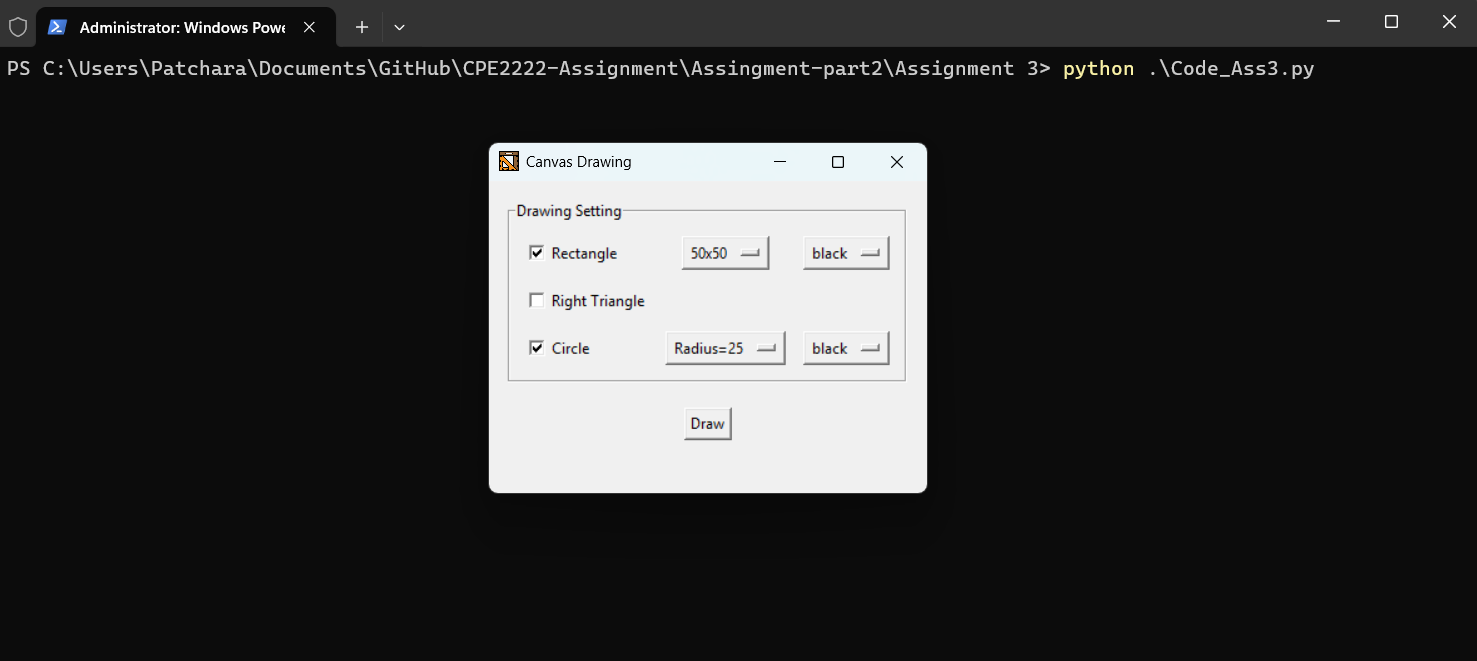 Administrator: Windows Powe
PS C:\Users\Patchara\Documents\GitHub\CPE2222-Assignment\Assingment-part2\Assignment 3> python .\Code_Ass3.py
Canvas Drawing
Drawing Setting
Rectangle 50x50 black
Right Triangle
Circle Radius=25 black
Draw